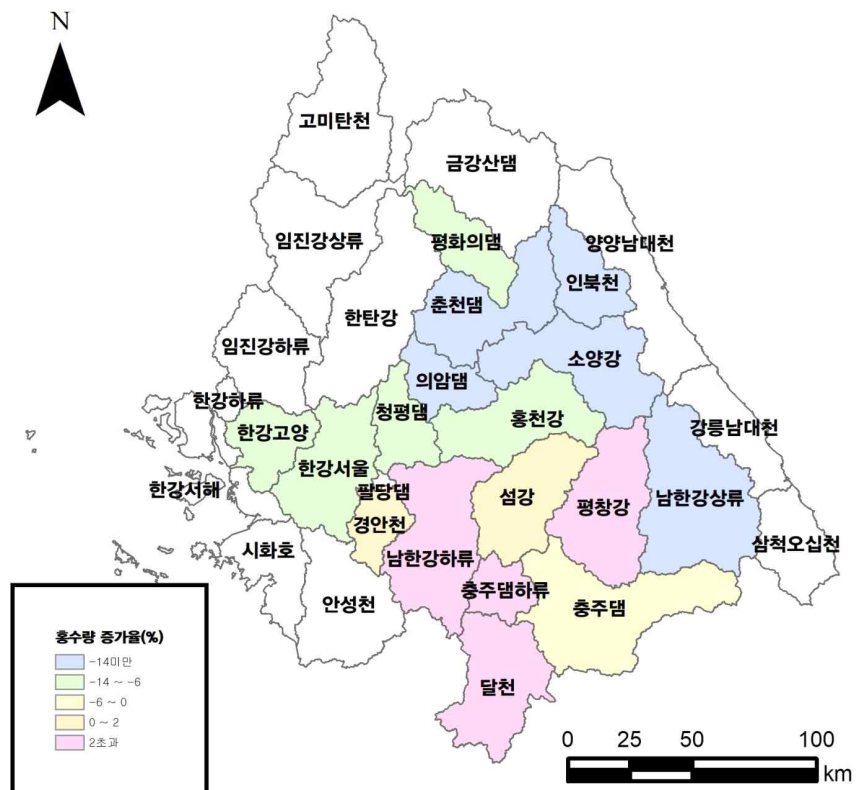 N
고미탄천
금강산댐
임진강상류
평화의댐
양양남대천
인북천
춘천댐
한탄강
임진강하류
소양강
의암댐
한강하류
청평댐
홍천강
강릉남대천
한강고양
한강서울
한강서해
팔당댐
섬강
평창강
남한강상류
경안천
시화호
남한강하류
삼척오십천
충주댐하류
안성천
충주댐
달천
홍수량 증가율(%)
-14미만
-14 ~ -6
-6 ~ 0
0 ~ 2
2초과
0 25 50 100
km